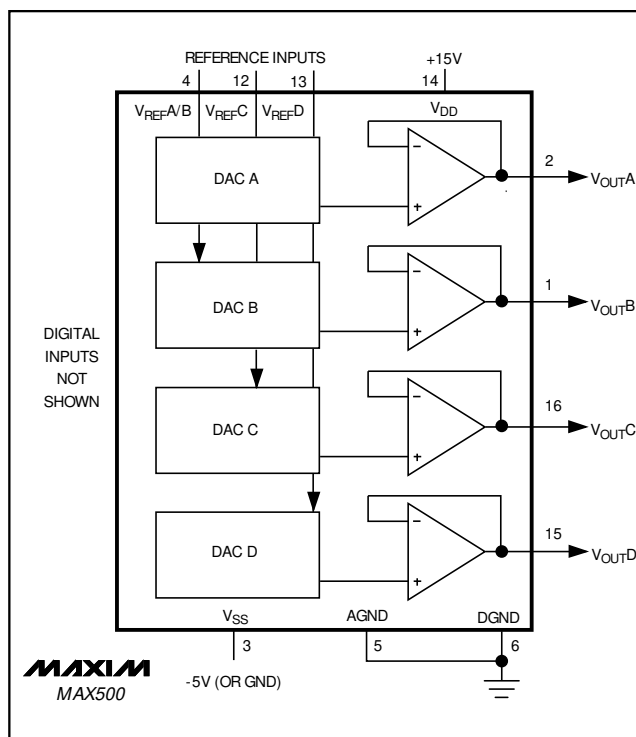 REFERENCE INPUTS
+15V
4 12 13 14
VREFA/B VREFC VREFD VDD
DAC A
−
+
2
VOUTA
DAC B
−
+
1
VOUTB
DIGITAL
INPUTS
NOT
SHOWN
DAC C
−
+
16
VOUTC
DAC D
−
+
15
VOUTD
VSS AGND DGND
3 5 6
-5V (OR GND)
MAXIM
MAX500